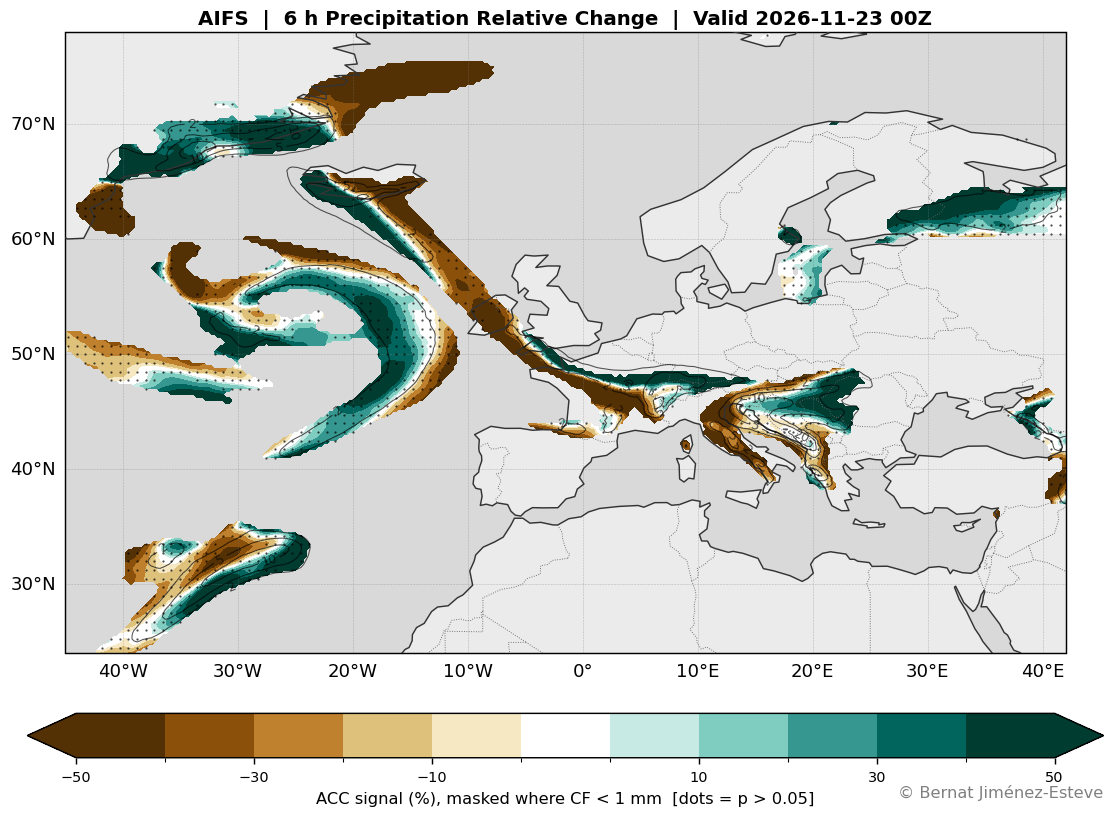 AIFS | 6 h Precipitation Relative Change | Valid 2026-11-23 00Z
70°N
60°N
50°N
40°N
30°N
40°W 30°W 20°W 10°W 0° 10°E 20°E 30°E 40°E
−50 −30 −10 10 30 50
ACC signal (%), masked where CF < 1 mm [dots = p > 0.05]
© Bernat Jiménez-Esteve